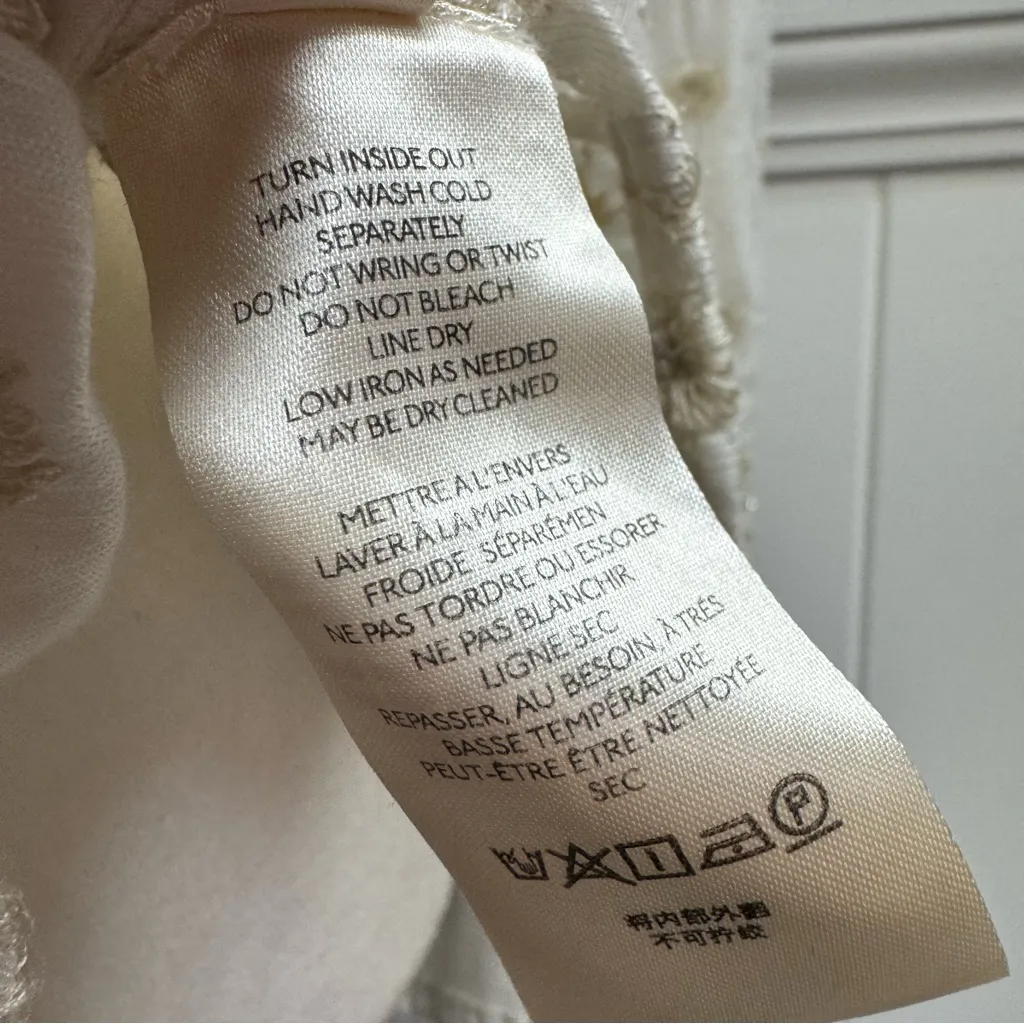 TURN INSIDE OUT
HAND WASH COLD
SEPARATELY
DO NOT WRING OR TWIST
DO NOT BLEACH
LINE DRY
LOW IRON AS NEEDED
MAY BE DRY CLEANED
METTRE A L'ENVERS
LAVER À LA MAIN À L'EAU
FROIDE SÉPARÉMEN
NE PAS TORDRE OU ESSORER
NE PAS BLANCHIR
LIGNE SEC
REPASSER, AU BESOIN, À TRÉS
BASSE TEMPÉRATURE
PEUT-ÊTRE ÊTRE NETTOYÉE
SEC
P
将内部外翻
不可拧绞